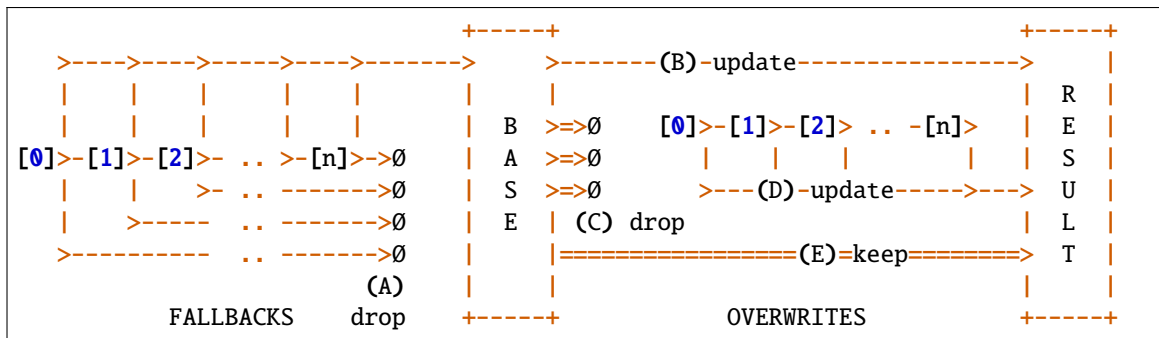 +-----+                                      +-----+
    >---->---->----->----->------->     >-------(B)-update------------------>     |
    |    |    |     |    |        |     |                                      | R |
    |    |    |     |    |        | B >=>Ø    [0]>-[1]>-[2]> .. -[n]>    | E |
[0]>-[1]>-[2]>- .. >-[n]>->Ø    | A >=>Ø       |    |    |        |      | S |
    |    |    >- .. ------->Ø    | S >=>Ø       >---(D)-update----->---> U |
    |    >----- .. ------->Ø    | E | (C) drop                           | L |
    >---------- .. ------->Ø    |     |==================(E)=keep========> T |
                         (A)      |     |                                      |     |
          FALLBACKS    drop    +-----+              OVERWRITES            +-----+